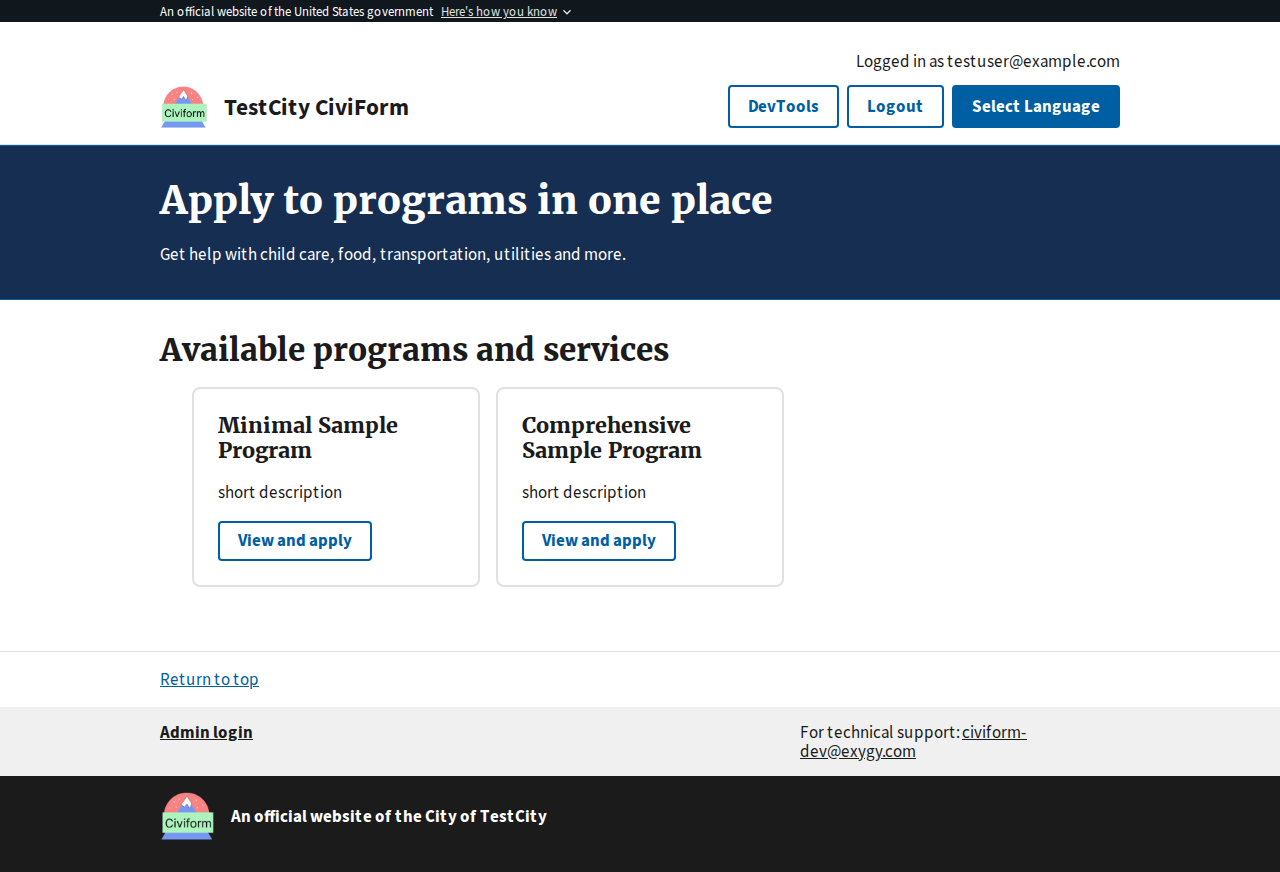 An official website of the United States government Here's how you know
Logged in as testuser@example.com
Civiform
TestCity CiviForm
DevTools
Logout
Select Language
Apply to programs in one place
Get help with child care, food, transportation, utilities and more.
Available programs and services
Minimal Sample
Program
short description
View and apply
Comprehensive
Sample Program
short description
View and apply
Return to top
Admin login
For technical support: civiform-
dev@exygy.com
Civiform
An official website of the City of TestCity